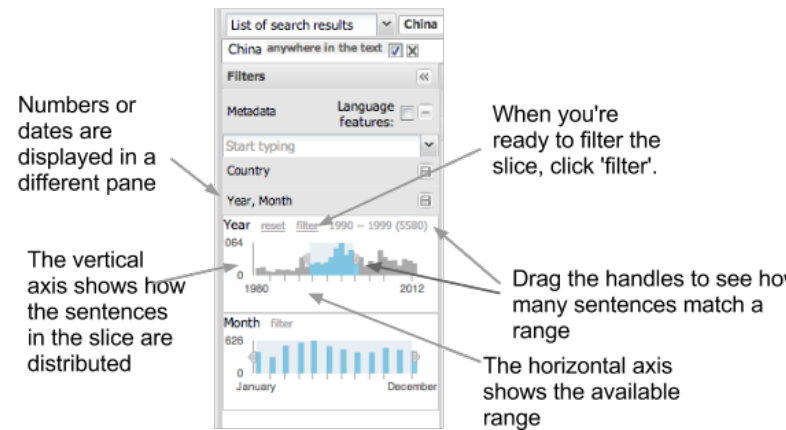 List of search results China
China anywhere in the text
Filters
Metadata Language
features:
Start typing
Country
Year, Month
Year reset filter 1990 – 1999 (5580)
064
0
1980 2012
Month filter
626
0
January December
Numbers or
dates are
displayed in a
different pane
The vertical
axis shows how
the sentences
in the slice are
distributed
When you're
ready to filter the
slice, click 'filter'.
Drag the handles to see how
many sentences match a
range
The horizontal axis
shows the available
range